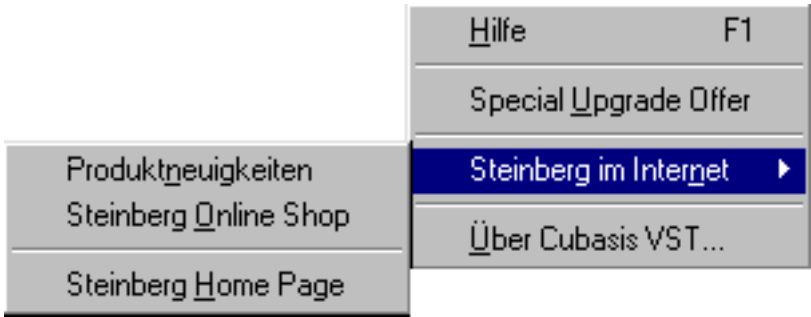 Hilfe F1
Special Upgrade Offer
Steinberg im Internet
Über Cubasis VST...
Produktneuigkeiten
Steinberg Online Shop
Steinberg Home Page